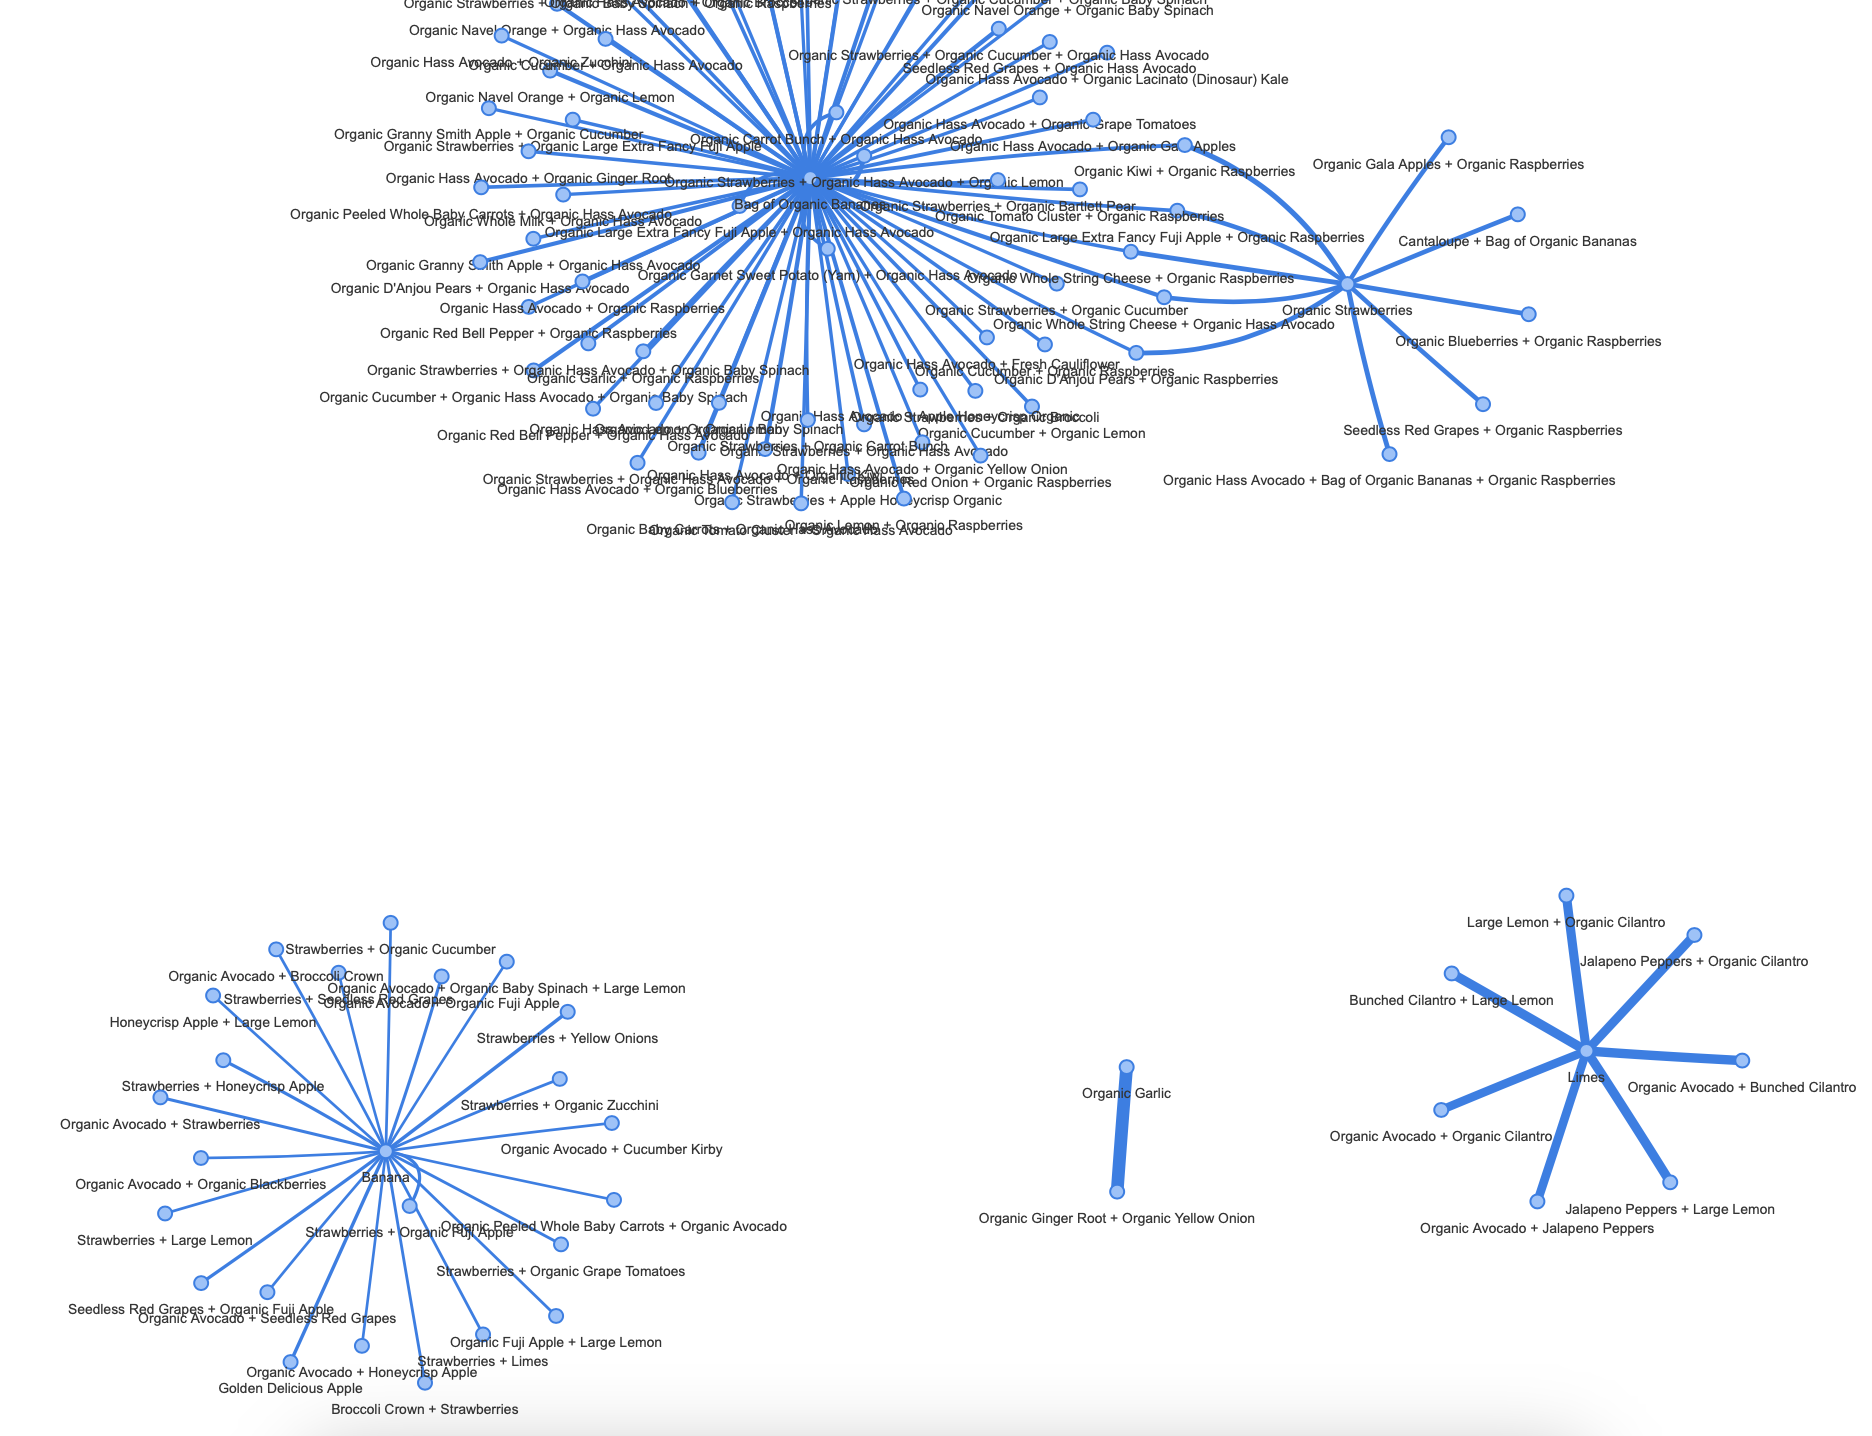 Organic Strawberries +
+ Organic Raspberries
Organic Navel Orange + Organic Baby Spinach
Organic Navel Orange + Organic Hass Avocado
Organic Strawberries + Organic Cucumber + Organic Hass Avocado
Organic Hass Avocado + Organic Zucchini
Organic Cucumber + Organic Hass Avocado
Seedless Red Grapes + Organic Hass Avocado
Organic Hass Avocado + Organic Lacinato (Dinosaur) Kale
Organic Navel Orange + Organic Lemon
Organic Hass Avocado + Organic Grape Tomatoes
Organic Granny Smith Apple + Organic Cucumber
Organic Carrot Bunch + Organic Hass Avocado
Organic Strawberries + Organic Large Extra Fancy Fuji Apple
Organic Hass Avocado + Organic Gala Apples
Organic Gala Apples + Organic Raspberries
Organic Kiwi + Organic Raspberries
Organic Hass Avocado + Organic Ginger Root
Organic Strawberries + Organic Hass Avocado + Organic Lemon
Bag of Organic Bananas
Organic Strawberries + Organic Bartlett Pear
Organic Peeled Whole Baby Carrots + Organic Hass Avocado
Organic Tomato Cluster + Organic Raspberries
Organic Whole Milk + Organic Hass Avocado
Organic Large Extra Fancy Fuji Apple + Organic Hass Avocado
Organic Large Extra Fancy Fuji Apple + Organic Raspberries
Cantaloupe + Bag of Organic Bananas
Organic Granny Smith Apple + Organic Hass Avocado
Organic Garnet Sweet Potato (Yam) + Organic Hass Avocado
Organic Whole String Cheese + Organic Raspberries
Organic D'Anjou Pears + Organic Hass Avocado
Organic Hass Avocado + Organic Raspberries
Organic Strawberries + Organic Cucumber
Organic Strawberries
Organic Whole String Cheese + Organic Hass Avocado
Organic Red Bell Pepper + Organic Raspberries
Organic Blueberries + Organic Raspberries
Organic Hass Avocado + Fresh Cauliflower
Organic Strawberries + Organic Hass Avocado + Organic Baby Spinach
Organic Cucumber + Organic Raspberries
Organic Garlic + Organic Raspberries
Organic D'Anjou Pears + Organic Raspberries
Organic Cucumber + Organic Hass Avocado + Organic Baby Spinach
Organic Hass Avocado + Apple Honeycrisp Organic
Organic Strawberries + Organic Broccoli
Organic Baby Spinach
Organic Red Bell Pepper + Organic Hass Avocado
Organic Cucumber + Organic Lemon
Seedless Red Grapes + Organic Raspberries
Organic Strawberries + Organic Carrot Bunch
Organic Strawberries + Organic Hass Avocado
Organic Hass Avocado + Organic Yellow Onion
Organic Hass Avocado + Organic Kiwi
Organic Strawberries + Organic Hass Avocado + Organic Raspberries
Organic Red Onion + Organic Raspberries
Organic Hass Avocado + Bag of Organic Bananas + Organic Raspberries
Organic Hass Avocado + Organic Blueberries
Organic Strawberries + Apple Honeycrisp Organic
Organic Lemon + Organic Raspberries
Organic Baby Carrots + Organic Hass Avocado
Organic Tomato Cluster + Organic Hass Avocado
Large Lemon + Organic Cilantro
Strawberries + Organic Cucumber
Jalapeno Peppers + Organic Cilantro
Organic Avocado + Broccoli Crown
Organic Avocado + Organic Baby Spinach + Large Lemon
Strawberries + Seedless Red Grapes
Organic Avocado + Organic Fuji Apple
Bunched Cilantro + Large Lemon
Honeycrisp Apple + Large Lemon
Strawberries + Yellow Onions
Limes
Strawberries + Honeycrisp Apple
Organic Avocado + Bunched Cilantro
Organic Garlic
Strawberries + Organic Zucchini
Organic Avocado + Strawberries
Organic Avocado + Organic Cilantro
Organic Avocado + Cucumber Kirby
Banana
Organic Avocado + Organic Blackberries
Jalapeno Peppers + Large Lemon
Organic Ginger Root + Organic Yellow Onion
Organic Peeled Whole Baby Carrots + Organic Avocado
Organic Avocado + Jalapeno Peppers
Strawberries + Organic Fuji Apple
Strawberries + Large Lemon
Strawberries + Organic Grape Tomatoes
Seedless Red Grapes + Organic Fuji Apple
Organic Avocado + Seedless Red Grapes
Organic Fuji Apple + Large Lemon
Strawberries + Limes
Organic Avocado + Honeycrisp Apple
Golden Delicious Apple
Broccoli Crown + Strawberries